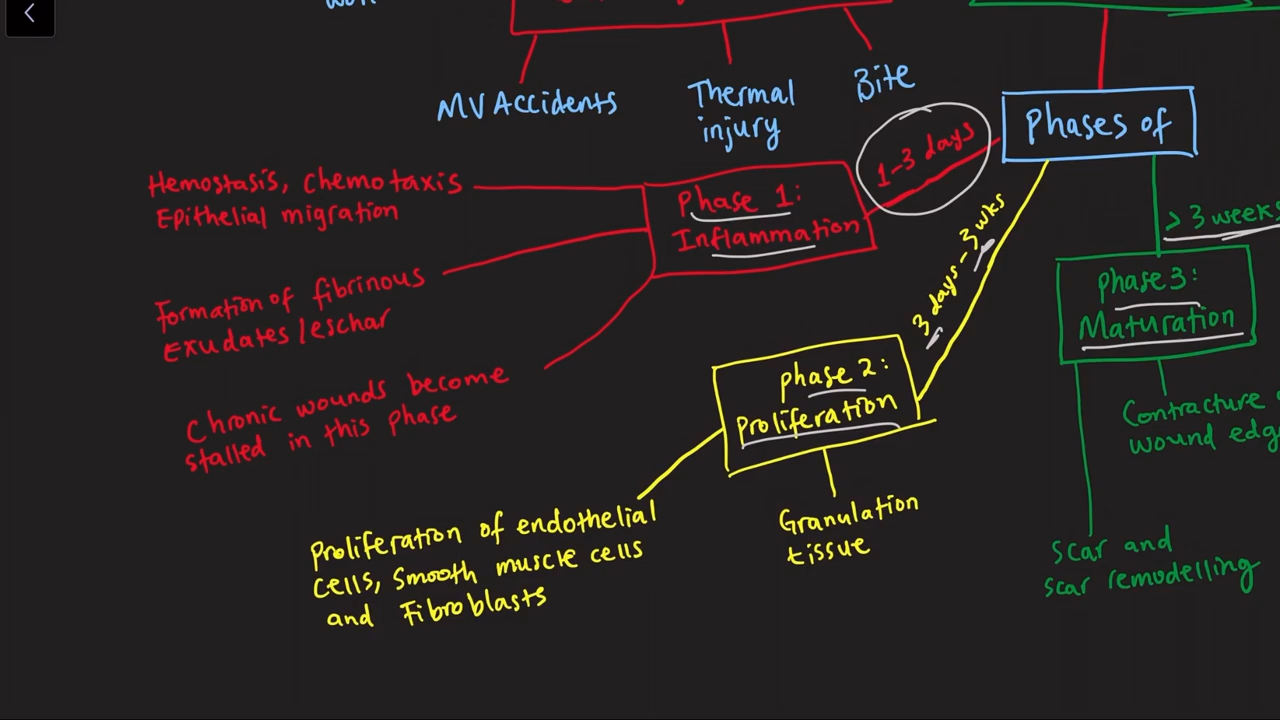 MV Accidents
Thermal
injury
Bite
Phases of
1-3 days
Hemostasis, chemotaxis
Epithelial migration
Phase 1:
Inflammation
Formation of fibrinous
Exudates/eschar
Chronic wounds become
stalled in this phase
3 days-3 wks
> 3 weeks
Phase 2:
Proliferation
Phase 3:
Maturation
Proliferation of endothelial
cells, smooth muscle cells
and Fibroblasts
Granulation
tissue
Contracture
wound edg
Scar and
scar remodelling